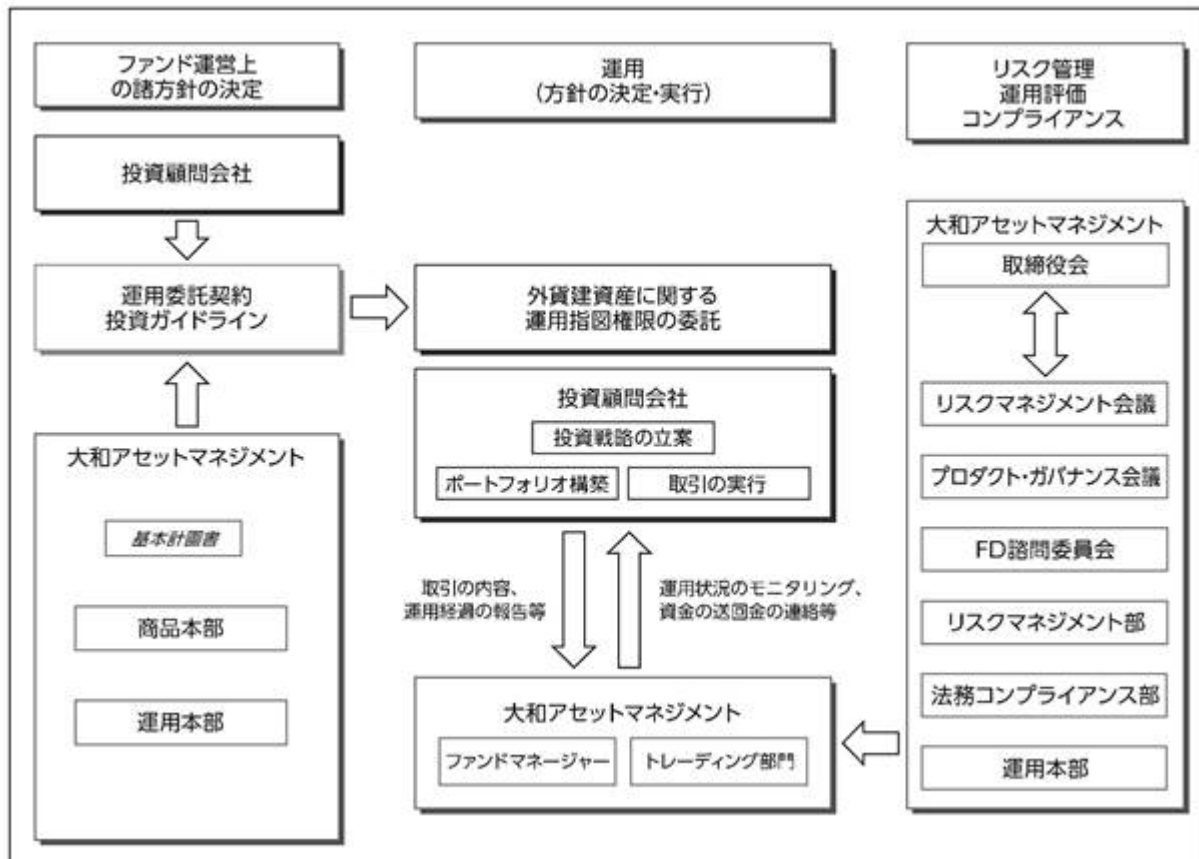 ファンド運営上
の諸方針の決定
投資顧問会社
運用委託契約
投資ガイドライン
大和アセットマネジメント
基本計画書
商品本部
運用本部
運用
(方針の決定・実行)
外貨建資産に関する
運用指図権限の委託
投資顧問会社
投資戦略の立案
ポートフォリオ構築
取引の実行
取引の内容、
運用経過の報告等
運用状況のモニタリング、
資金の送回金の連絡等
大和アセットマネジメント
ファンドマネージャー
トレーディング部門
リスク管理
運用評価
コンプライアンス
大和アセットマネジメント
取締役会
リスクマネジメント会議
プロダクト・ガバナンス会議
FD諮問委員会
リスクマネジメント部
法務コンプライアンス部
運用本部